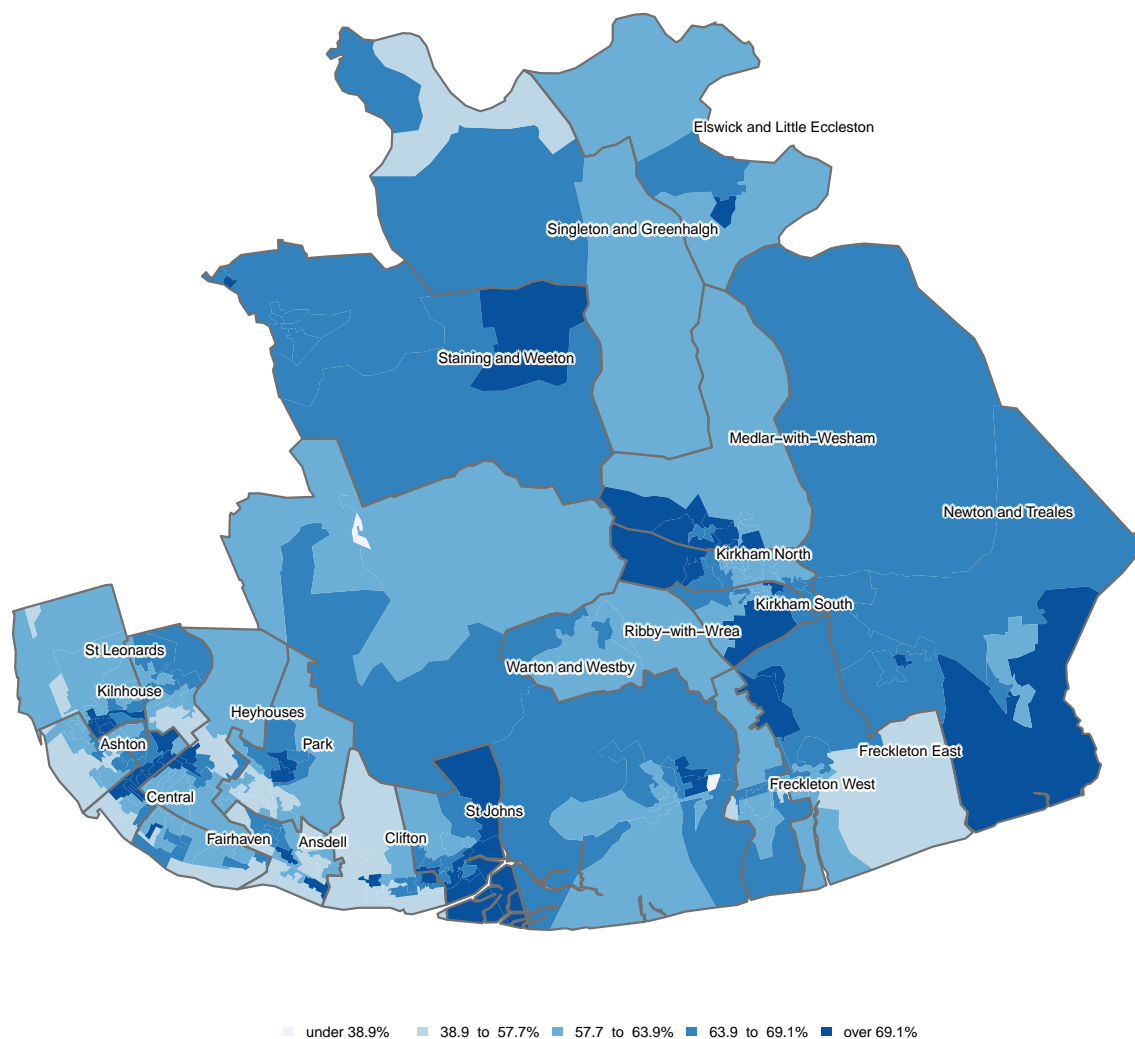 Elswick and Little Eccleston
Singleton and Greenhalgh
Staining and Weeton
Medlar−with−Wesham
Newton and Treales
Kirkham North
Kirkham South
Ribby−with−Wrea
St Leonards
Warton and Westby
Kilnhouse
Heyhouses
Ashton
Park
Freckleton East
Freckleton West
Central
St Johns
Fairhaven
Ansdell
Clifton
under 38.9%
38.9 to 57.7%
57.7 to 63.9%
63.9 to 69.1%
over 69.1%